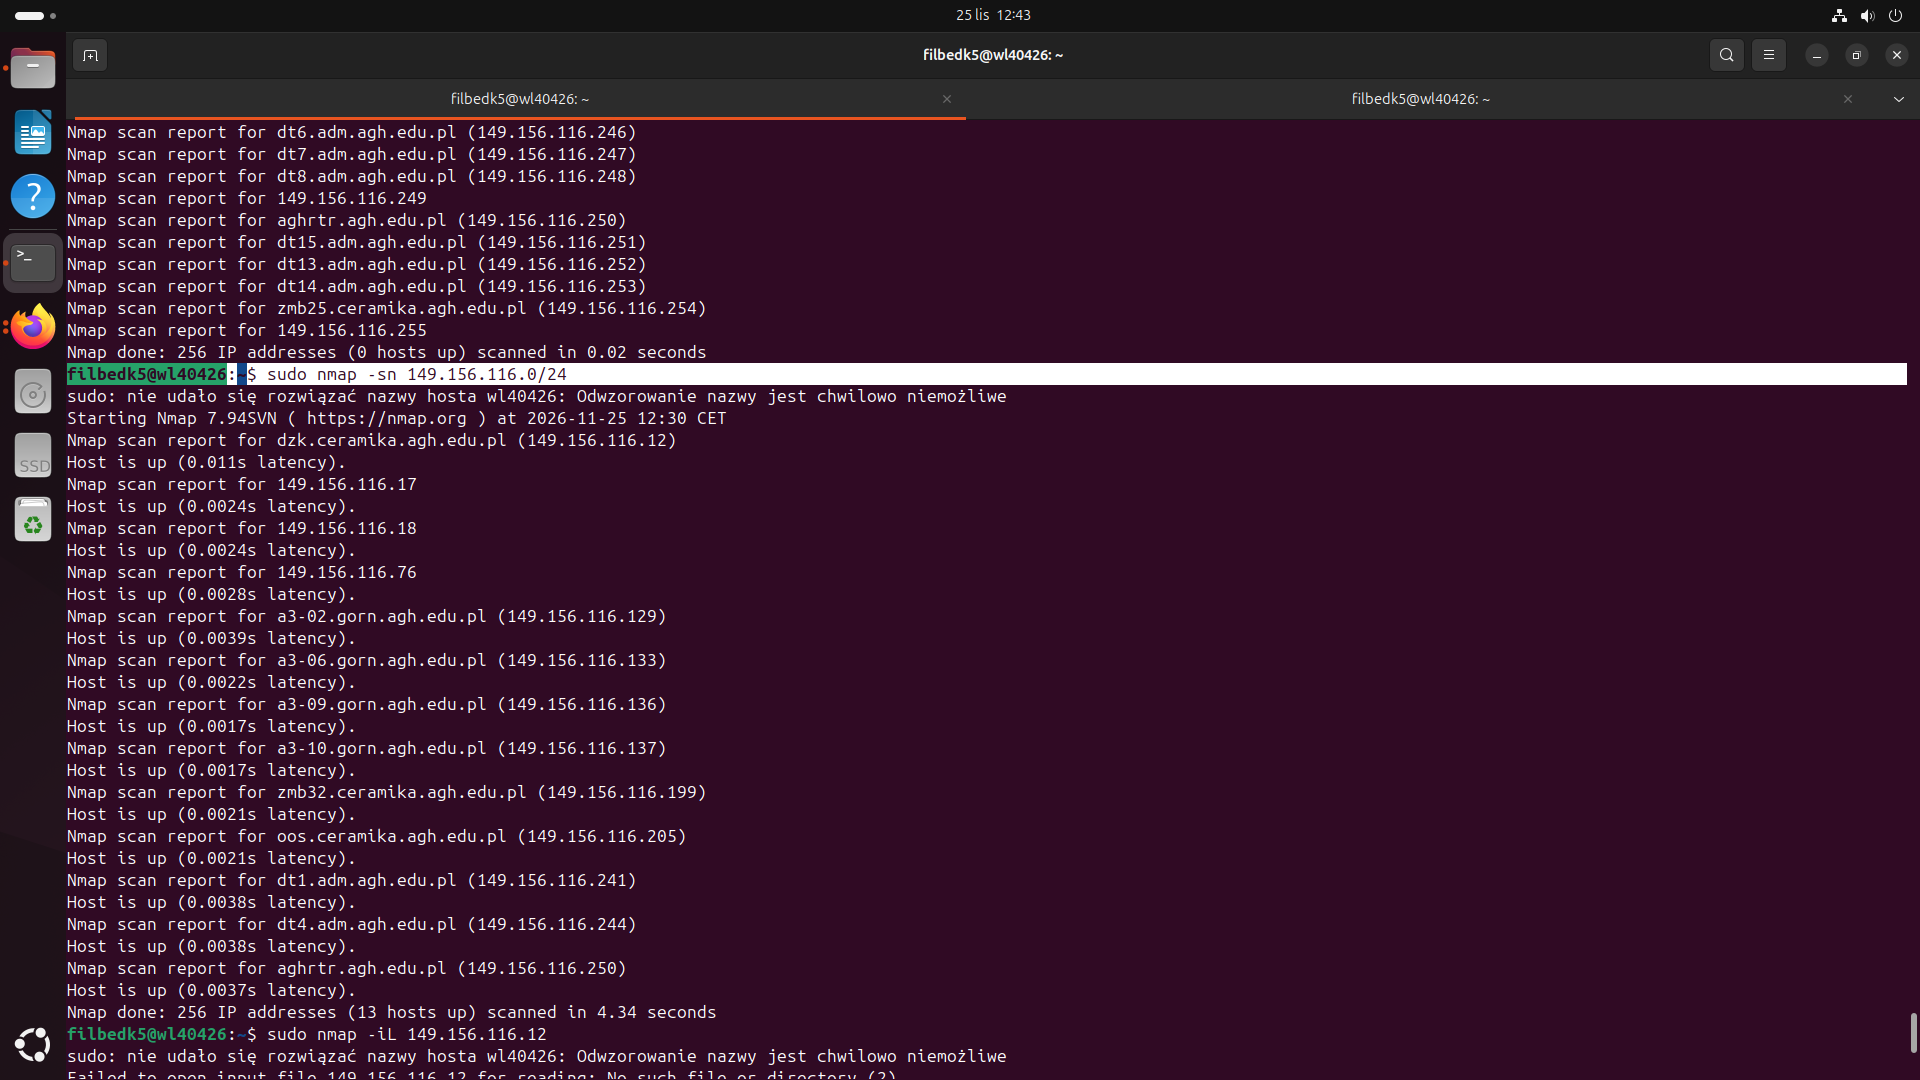 25 lis 12:43
filbedk5@wl40426: ~
filbedk5@wl40426: ~
filbedk5@wl40426: ~
Nmap scan report for dt6.adm.agh.edu.pl (149.156.116.246)
Nmap scan report for dt7.adm.agh.edu.pl (149.156.116.247)
Nmap scan report for dt8.adm.agh.edu.pl (149.156.116.248)
Nmap scan report for 149.156.116.249
Nmap scan report for aghrtr.agh.edu.pl (149.156.116.250)
Nmap scan report for dt15.adm.agh.edu.pl (149.156.116.251)
Nmap scan report for dt13.adm.agh.edu.pl (149.156.116.252)
Nmap scan report for dt14.adm.agh.edu.pl (149.156.116.253)
Nmap scan report for zmb25.ceramika.agh.edu.pl (149.156.116.254)
Nmap scan report for 149.156.116.255
Nmap done: 256 IP addresses (0 hosts up) scanned in 0.02 seconds
filbedk5@wl40426:~$ sudo nmap -sn 149.156.116.0/24
sudo: nie udało się rozwiązać nazwy hosta wl40426: Odwzorowanie nazwy jest chwilowo niemożliwe
Starting Nmap 7.94SVN ( https://nmap.org ) at 2026-11-25 12:30 CET
Nmap scan report for dzk.ceramika.agh.edu.pl (149.156.116.12)
Host is up (0.011s latency).
Nmap scan report for 149.156.116.17
Host is up (0.0024s latency).
Nmap scan report for 149.156.116.18
Host is up (0.0024s latency).
Nmap scan report for 149.156.116.76
Host is up (0.0028s latency).
Nmap scan report for a3-02.gorn.agh.edu.pl (149.156.116.129)
Host is up (0.0039s latency).
Nmap scan report for a3-06.gorn.agh.edu.pl (149.156.116.133)
Host is up (0.0022s latency).
Nmap scan report for a3-09.gorn.agh.edu.pl (149.156.116.136)
Host is up (0.0017s latency).
Nmap scan report for a3-10.gorn.agh.edu.pl (149.156.116.137)
Host is up (0.0017s latency).
Nmap scan report for zmb32.ceramika.agh.edu.pl (149.156.116.199)
Host is up (0.0021s latency).
Nmap scan report for oos.ceramika.agh.edu.pl (149.156.116.205)
Host is up (0.0021s latency).
Nmap scan report for dt1.adm.agh.edu.pl (149.156.116.241)
Host is up (0.0038s latency).
Nmap scan report for dt4.adm.agh.edu.pl (149.156.116.244)
Host is up (0.0038s latency).
Nmap scan report for aghrtr.agh.edu.pl (149.156.116.250)
Host is up (0.0037s latency).
Nmap done: 256 IP addresses (13 hosts up) scanned in 4.34 seconds
filbedk5@wl40426:~$ sudo nmap -iL 149.156.116.12
sudo: nie udało się rozwiązać nazwy hosta wl40426: Odwzorowanie nazwy jest chwilowo niemożliwe
Failed to open input file 149.156.116.12 for reading: No such file or directory (2)
SSD